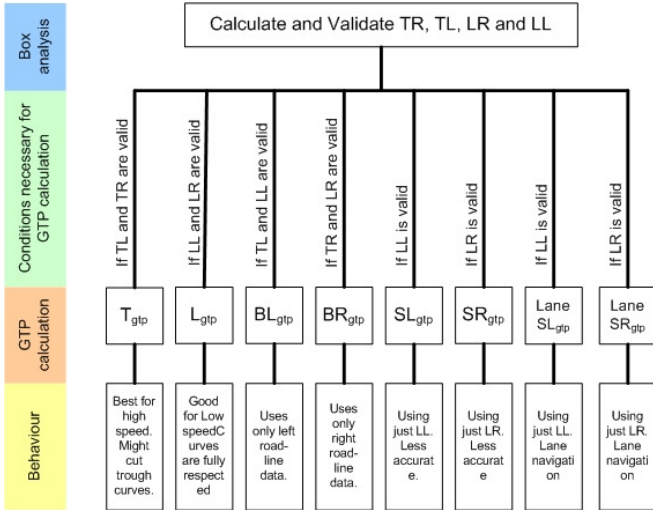 Box
analysis
Calculate and Validate TR, TL, LR and LL
Conditions necessary for
GTP calculation
If TL and TR are valid
If LL and LR are valid
If TL and LL are valid
If TR and LR are valid
If LL is valid
If LR is valid
If LL is valid
If LR is valid
GTP
calculation
Tgtp
Lgtp
BLgtp
BRgtp
SLgtp
SRgtp
Lane
SLgtp
Lane
SRgtp
Behaviour
Best for
high
speed.
Might
cut
trough
curves.
Good
for Low
speedC
urves
are fully
respect
ed
Uses
only left
road-
line
data.
Uses
only
right
road-
line
data.
Using
just LL.
Less
accurat
e.
Using
just LR.
Less
accurat
e
Using
just LL.
Lane
navigati
on
Using
just LR.
Lane
navigati
on